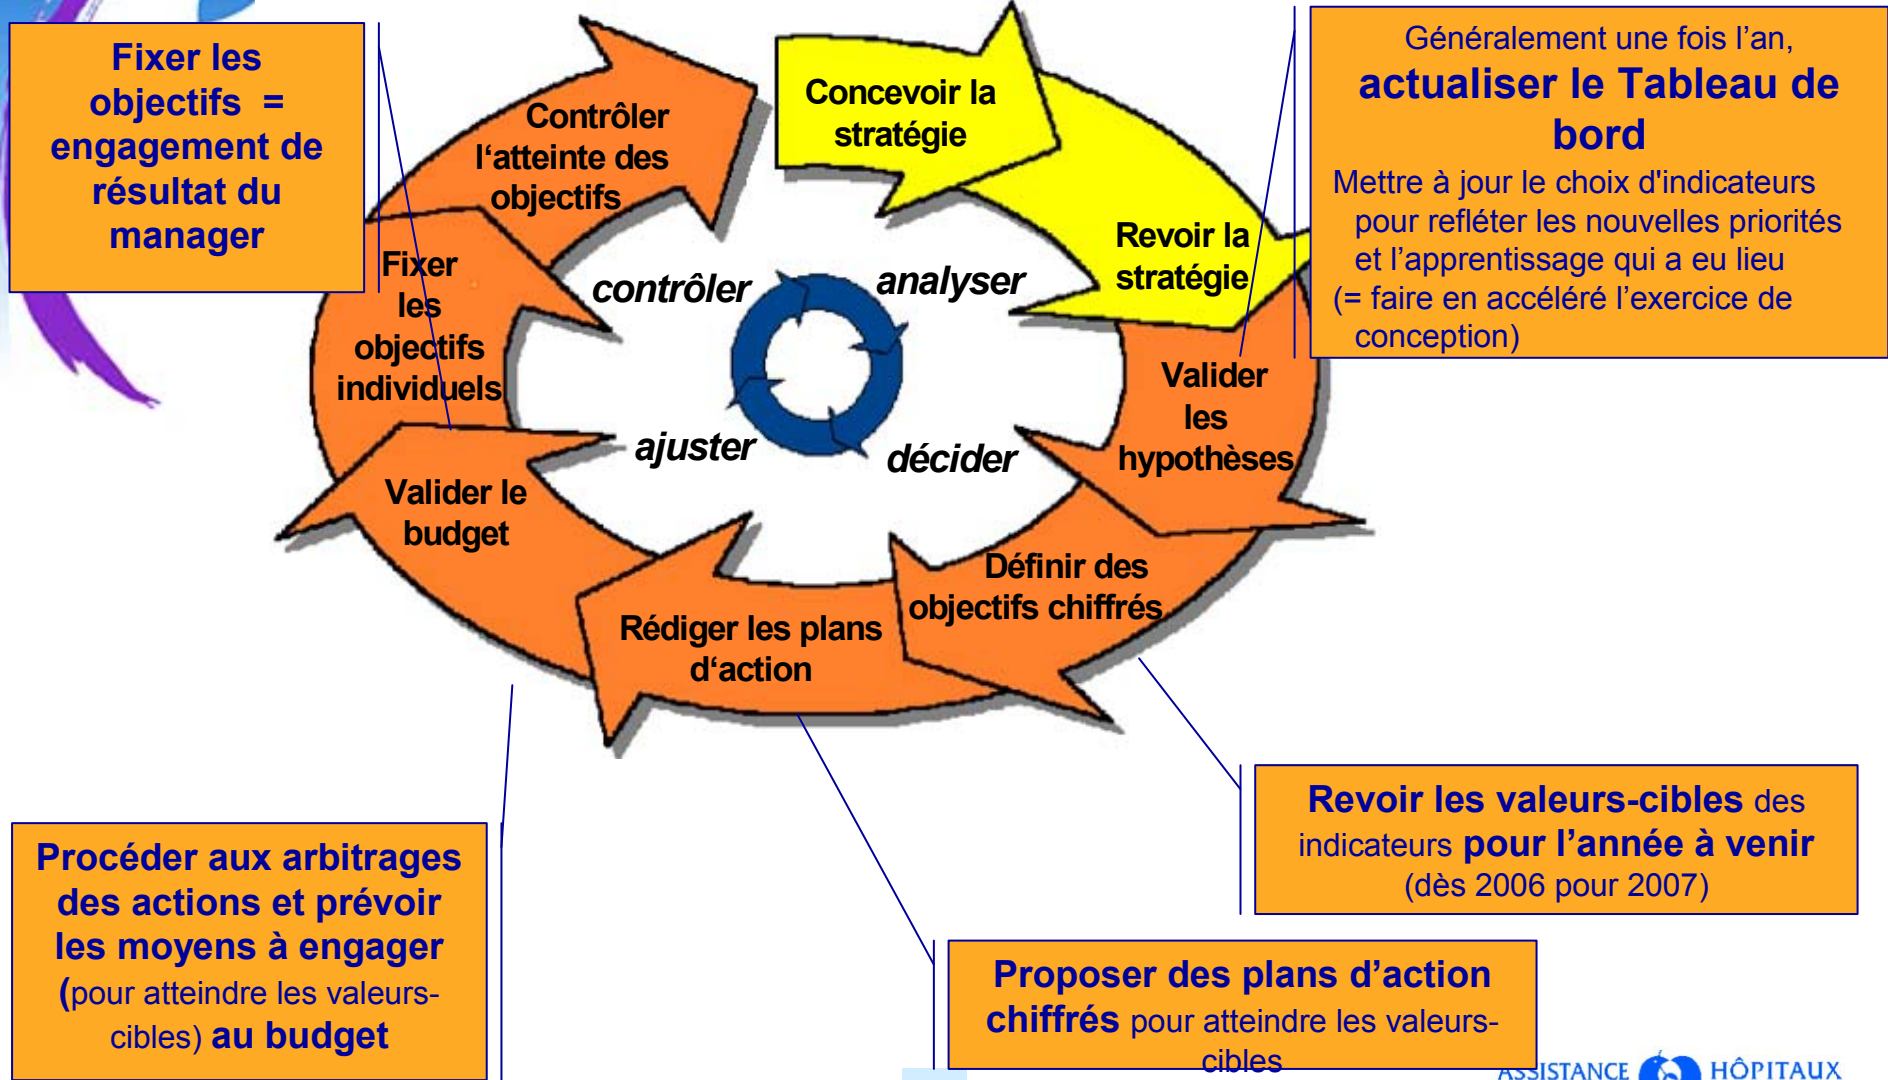 Fixer les
objectifs =
engagement de
résultat du
manager
Généralement une fois l’an,
actualiser le Tableau de
bord
Mettre à jour le choix d'indicateurs
pour refléter les nouvelles priorités
et l’apprentissage qui a eu lieu
(= faire en accéléré l’exercice de
conception)
Concevoir la
stratégie
Revoir la
stratégie
Valider
les
hypothèses
Définir des
objectifs chiffrés
Rédiger les plans
d‘action
Valider le
budget
Fixer
les
objectifs
individuels
Contrôler
l‘atteinte des
objectifs
contrôler
analyser
ajuster
décider
Revoir les valeurs-cibles des
indicateurs pour l’année à venir
(dès 2006 pour 2007)
Procéder aux arbitrages
des actions et prévoir
les moyens à engager
(pour atteindre les valeurs-
cibles) au budget
Proposer des plans d’action
chiffrés pour atteindre les valeurs-
cibles
ASSISTANCE HÔPITAUX